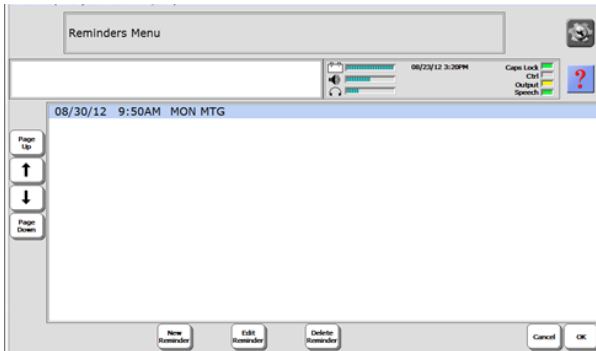 Reminders Menu
08/23/12 3:20PM
Caps Lock
Ctrl
Output
Speech
?
08/30/12 9:50AM MON MTG
Page
Up
↑
↓
Page
Down
New
Reminder
Edit
Reminder
Delete
Reminder
Cancel
OK